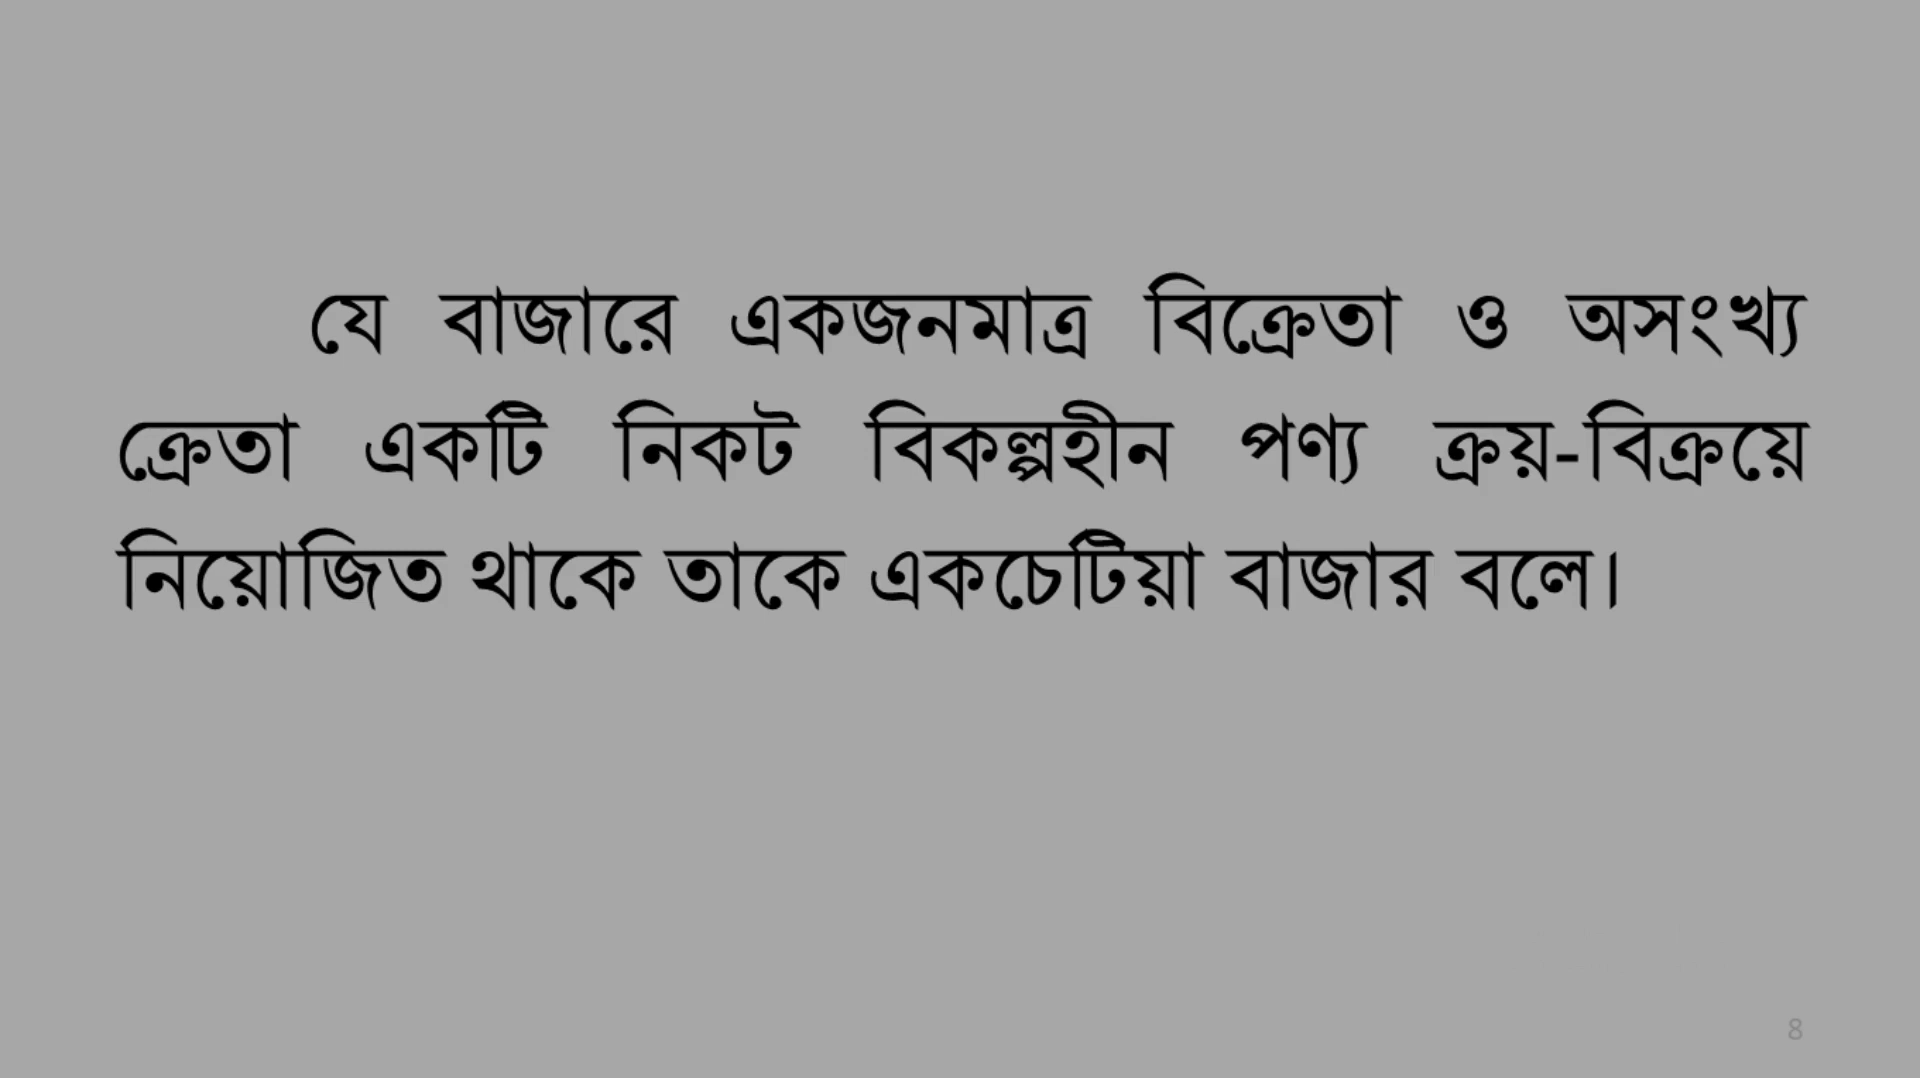 যে বাজারে একজনমাত্র বিক্রেতা ও অসংখ্য
ক্রেতা একটি নিকট বিকল্পহীন পণ্য ক্রয়-বিক্রয়ে
নিয়োজিত থাকে তাকে একচেটিয়া বাজার বলে।
8